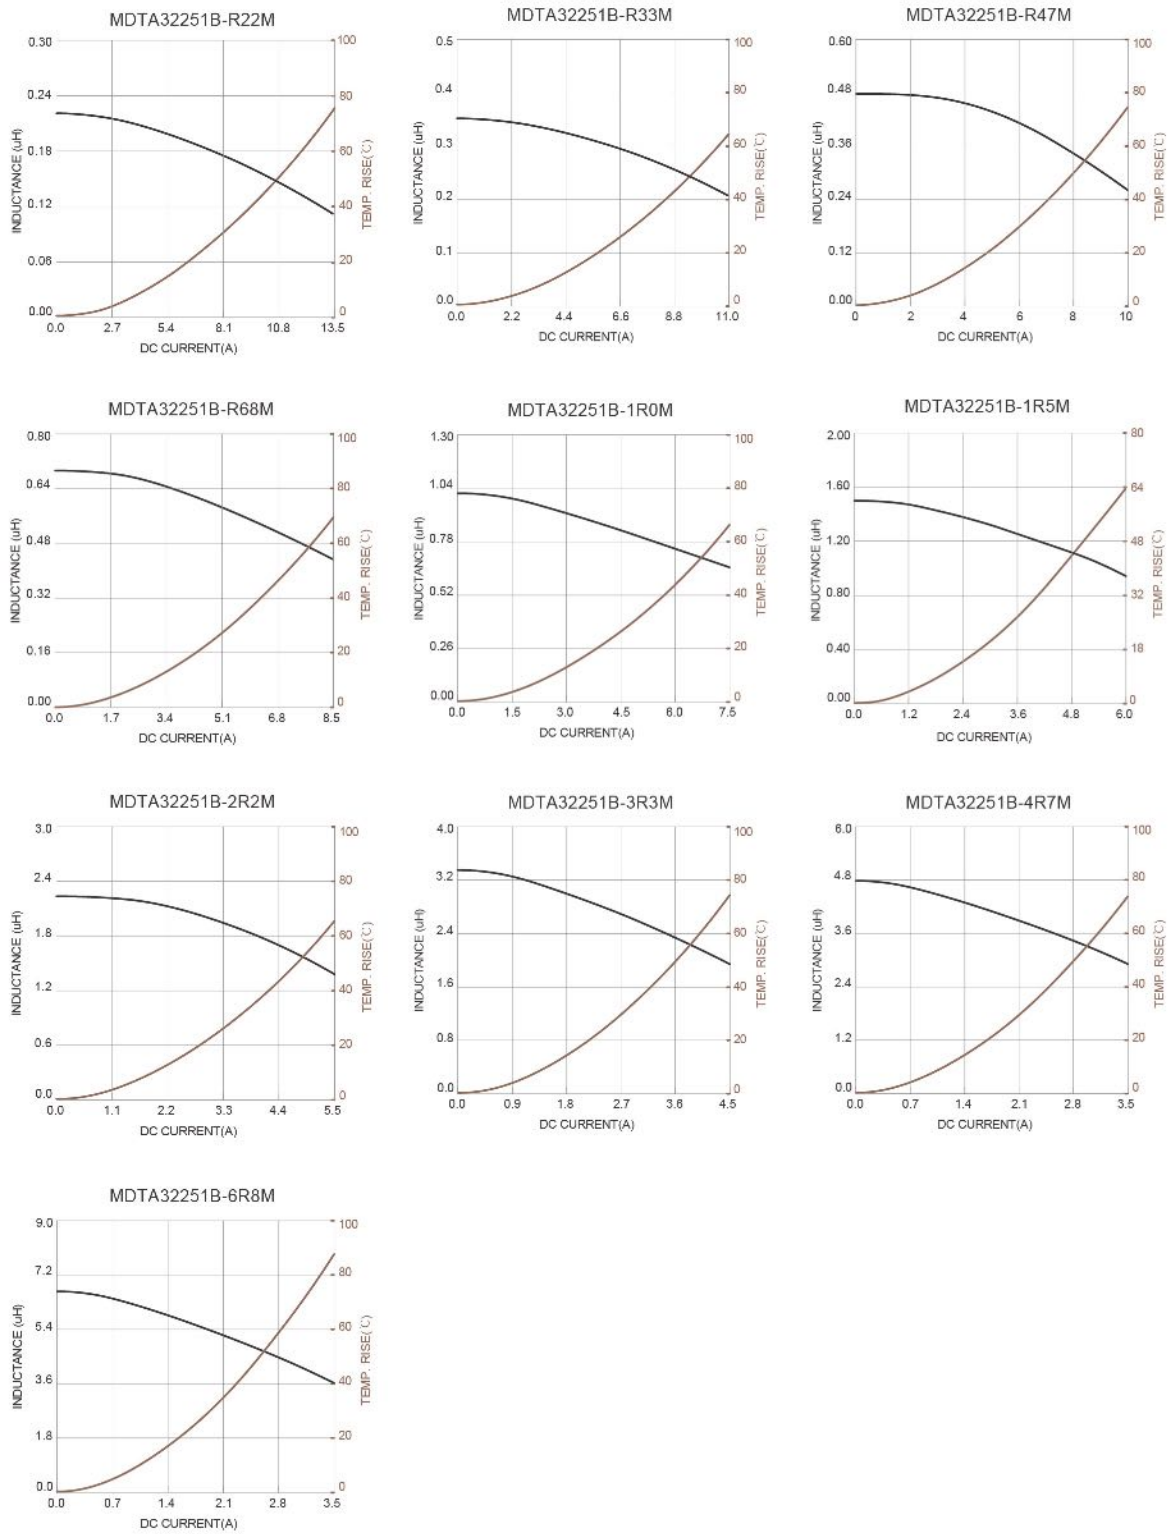 MDTA32251B-R22M
0.30
0.24
0.18
0.12
0.06
0.00
INDUCTANCE (uH)
100
80
60
40
20
0
TEMP. RISE(℃)
0.0 2.7 5.4 8.1 10.8 13.5
DC CURRENT(A)
MDTA32251B-R33M
0.5
0.4
0.3
0.2
0.1
0.0
INDUCTANCE (uH)
100
80
60
40
20
0
TEMP. RISE(℃)
0.0 2.2 4.4 6.6 8.8 11.0
DC CURRENT(A)
MDTA32251B-R47M
0.60
0.48
0.36
0.24
0.12
0.00
INDUCTANCE (uH)
100
80
60
40
20
0
TEMP. RISE(℃)
0 2 4 6 8 10
DC CURRENT(A)
MDTA32251B-R68M
0.80
0.64
0.48
0.32
0.16
0.00
INDUCTANCE (uH)
100
80
60
40
20
0
TEMP. RISE(℃)
0.0 1.7 3.4 5.1 6.8 8.5
DC CURRENT(A)
MDTA32251B-1R0M
1.30
1.04
0.78
0.52
0.26
0.00
INDUCTANCE (uH)
100
80
60
40
20
0
TEMP. RISE(℃)
0.0 1.5 3.0 4.5 6.0 7.5
DC CURRENT(A)
MDTA32251B-1R5M
2.00
1.60
1.20
0.80
0.40
0.00
INDUCTANCE (uH)
80
64
48
32
18
0
TEMP. RISE(℃)
0.0 1.2 2.4 3.6 4.8 6.0
DC CURRENT(A)
MDTA32251B-2R2M
3.0
2.4
1.8
1.2
0.6
0.0
INDUCTANCE (uH)
100
80
60
40
20
0
TEMP. RISE(℃)
0.0 1.1 2.2 3.3 4.4 5.5
DC CURRENT(A)
MDTA32251B-3R3M
4.0
3.2
2.4
1.6
0.8
0.0
INDUCTANCE (uH)
100
80
60
40
20
0
TEMP. RISE(℃)
0.0 0.9 1.8 2.7 3.6 4.5
DC CURRENT(A)
MDTA32251B-4R7M
6.0
4.8
3.6
2.4
1.2
0.0
INDUCTANCE (uH)
100
80
60
40
20
0
TEMP. RISE(℃)
0.0 0.7 1.4 2.1 2.8 3.5
DC CURRENT(A)
MDTA32251B-6R8M
9.0
7.2
5.4
3.6
1.8
0.0
INDUCTANCE (uH)
100
80
60
40
20
0
TEMP. RISE(℃)
0.0 0.7 1.4 2.1 2.8 3.5
DC CURRENT(A)